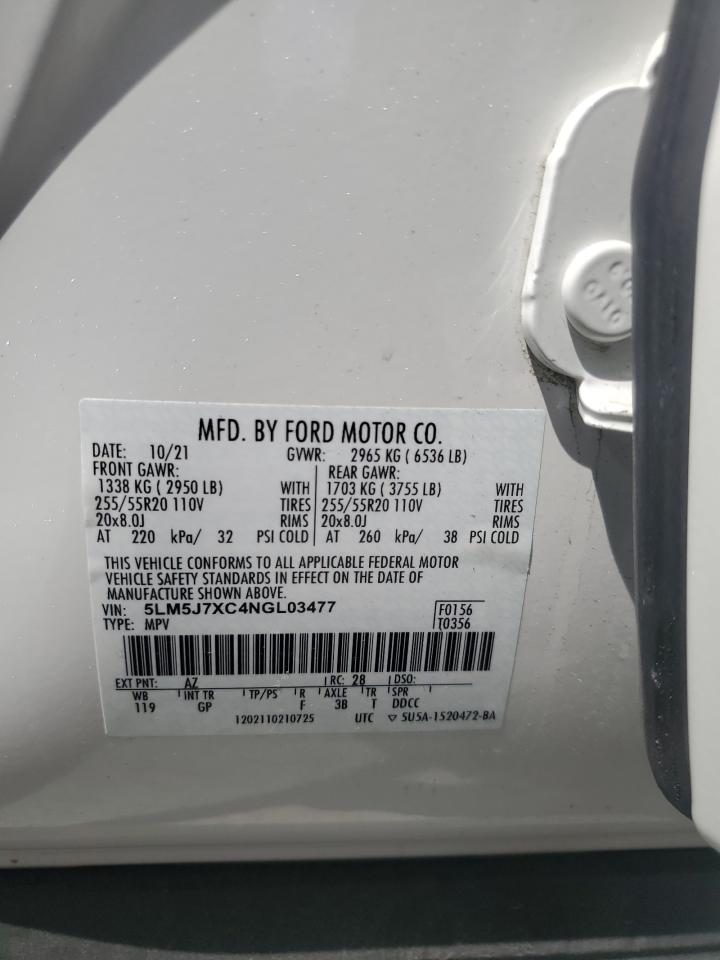 MFD. BY FORD MOTOR CO.
DATE: 10/21 GVWR: 2965 KG ( 6536 LB)
FRONT GAWR: REAR GAWR:
1338 KG ( 2950 LB) WITH 1703 KG ( 3755 LB) WITH
255/55R20 110V TIRES 255/55R20 110V TIRES
20x8.0J RIMS 20x8.0J RIMS
AT 220 kPa/ 32 PSI COLD AT 260 kPa/ 38 PSI COLD
THIS VEHICLE CONFORMS TO ALL APPLICABLE FEDERAL MOTOR
VEHICLE SAFETY STANDARDS IN EFFECT ON THE DATE OF
MANUFACTURE SHOWN ABOVE.
VIN: 5LM5J7XC4NGL03477 F0156
TYPE: MPV T0356
EXT PNT: AZ RC: 28 DSO:
WB INT TR TP/PS R AXLE TR SPR
119 GP F 3B T DDCC
1202110210725 UTC ▽ 5U5A-1520472-BA